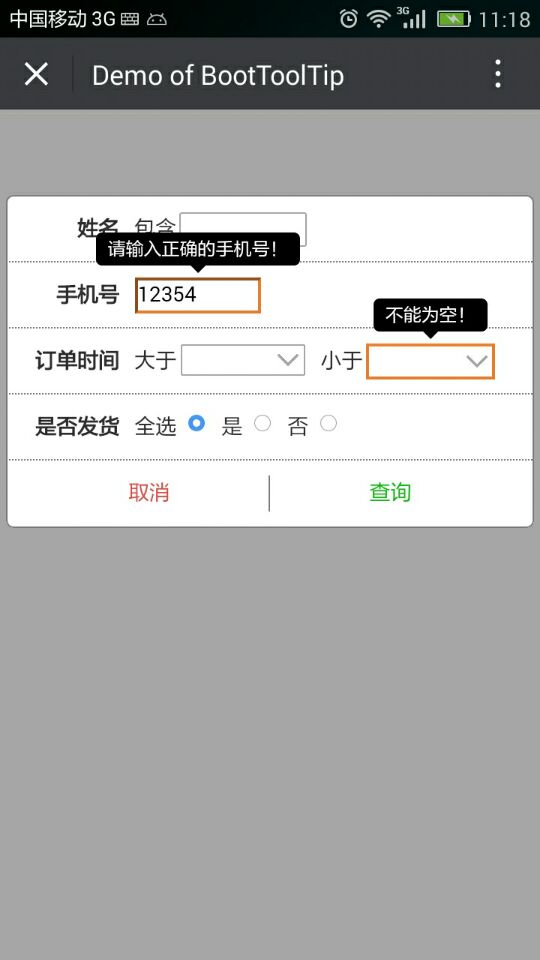 中国移动 3G 3G 11:18
Demo of BootToolTip
姓名 包含
请输入正确的手机号！
手机号 12354
不能为空！
订单时间 大于 小于
是否发货 全选 是 否
取消 查询